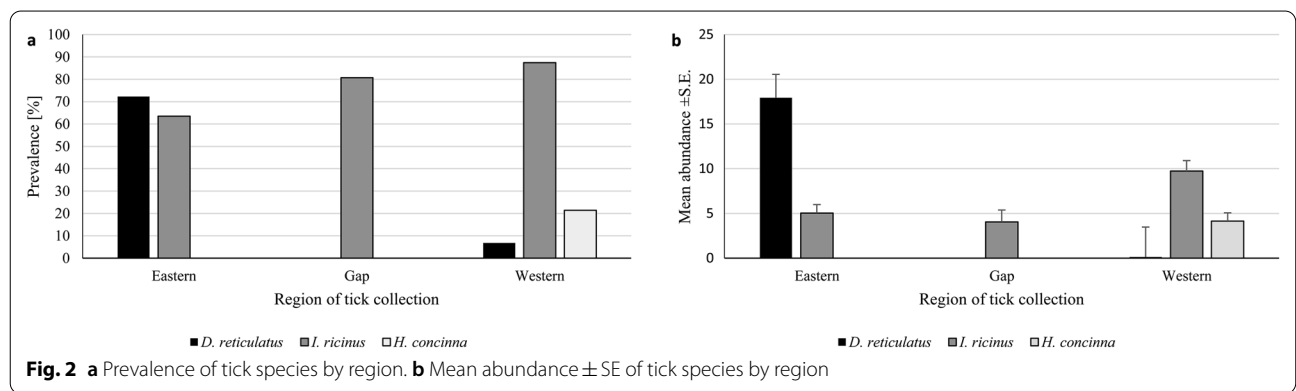 a
100
90
80
70
60
50
40
30
20
10
0
Prevalence [%]
Eastern Gap Western
Region of tick collection
■ D. reticulatus ■ I. ricinus □ H. concinna
b
25
20
15
10
5
0
Mean abundance ±S.E.
Eastern Gap Western
Region of tick collection
■ D. reticulatus ■ I. ricinus □ H. concinna
Fig. 2 a Prevalence of tick species by region. b Mean abundance ± SE of tick species by region